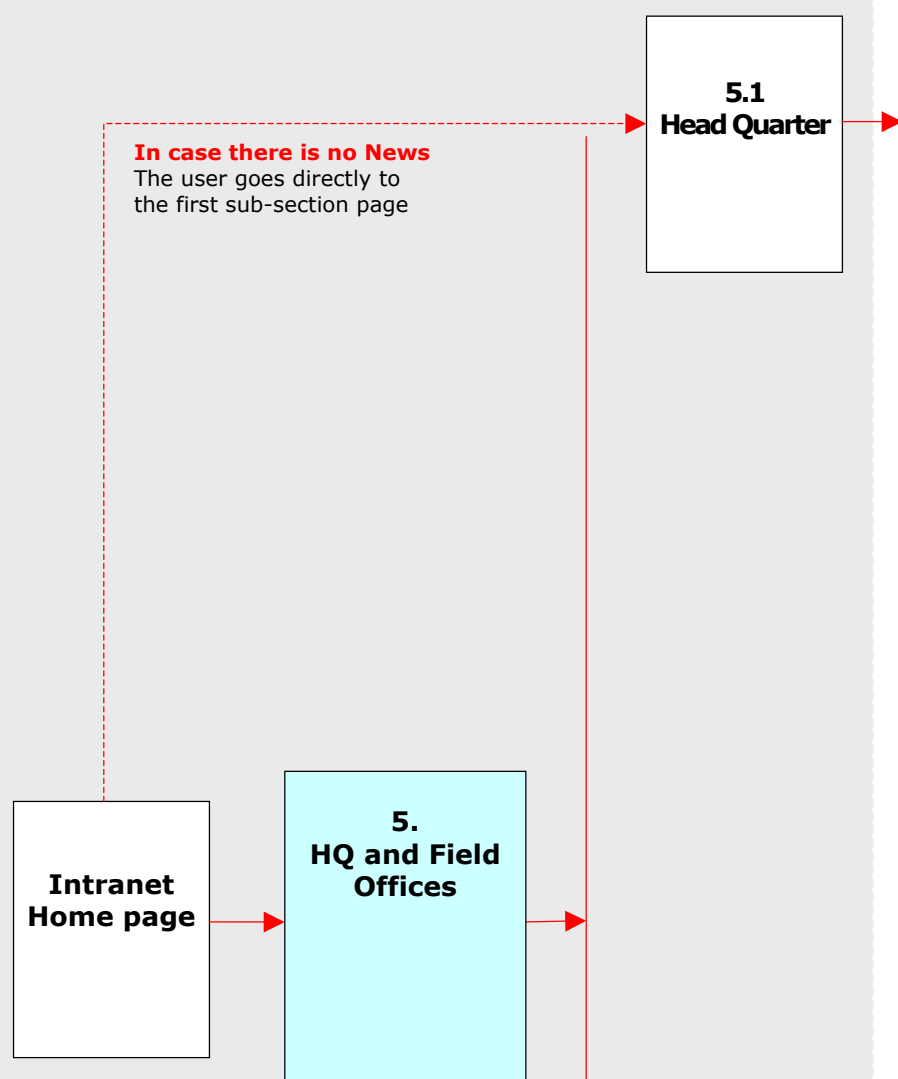 5.1
Head Quarter
In case there is no News
The user goes directly to
the first sub-section page
5.
HQ and Field
Offices
Intranet
Home page